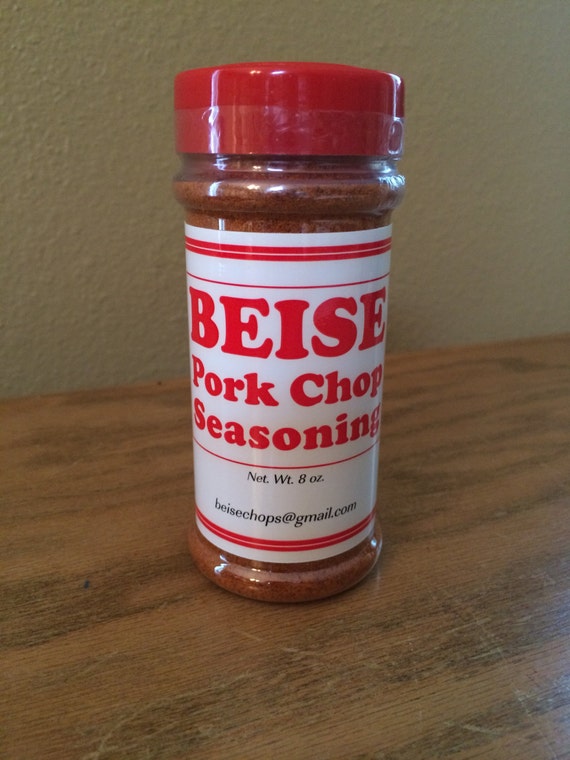 BEISE
Pork Chop
Seasoning
Net. Wt. 8 oz.
beisechops@gmail.com